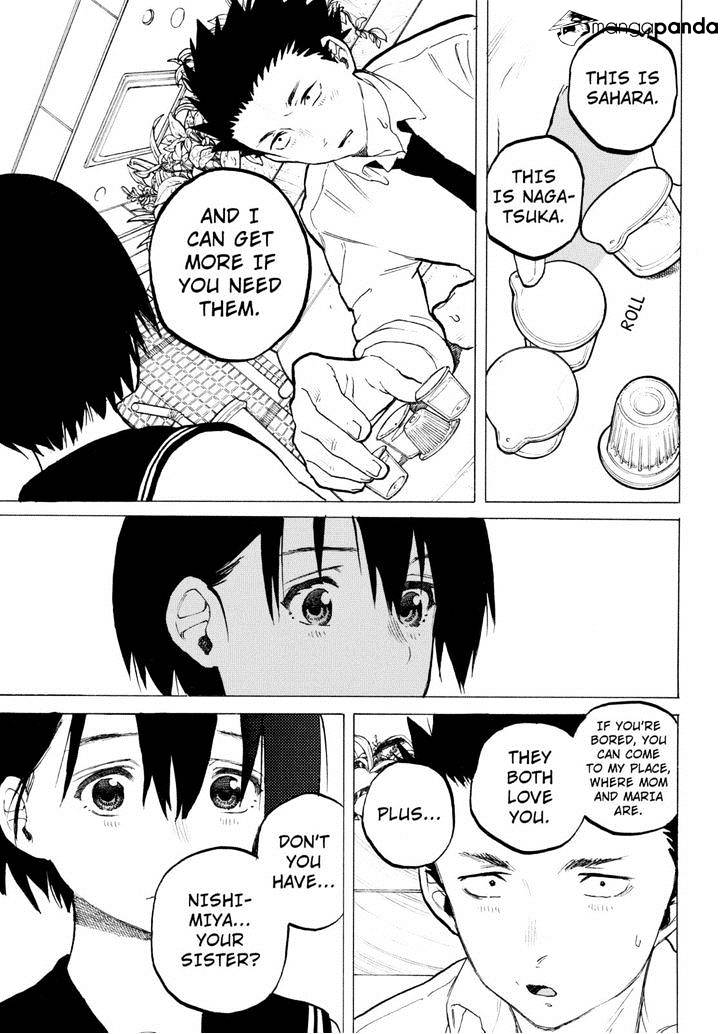 mangapanda
THIS IS
SAHARA.
THIS
IS NAGA-
TSUKA.
ROLL
AND I
CAN GET
MORE IF
YOU NEED
THEM.
IF YOU'RE
BORED, YOU
CAN COME
TO MY PLACE,
WHERE MOM
AND MARIA
ARE.
THEY
BOTH
LOVE
YOU.
PLUS...
DON'T
YOU
HAVE...
NISHI-
MIYA...
YOUR
SISTER?